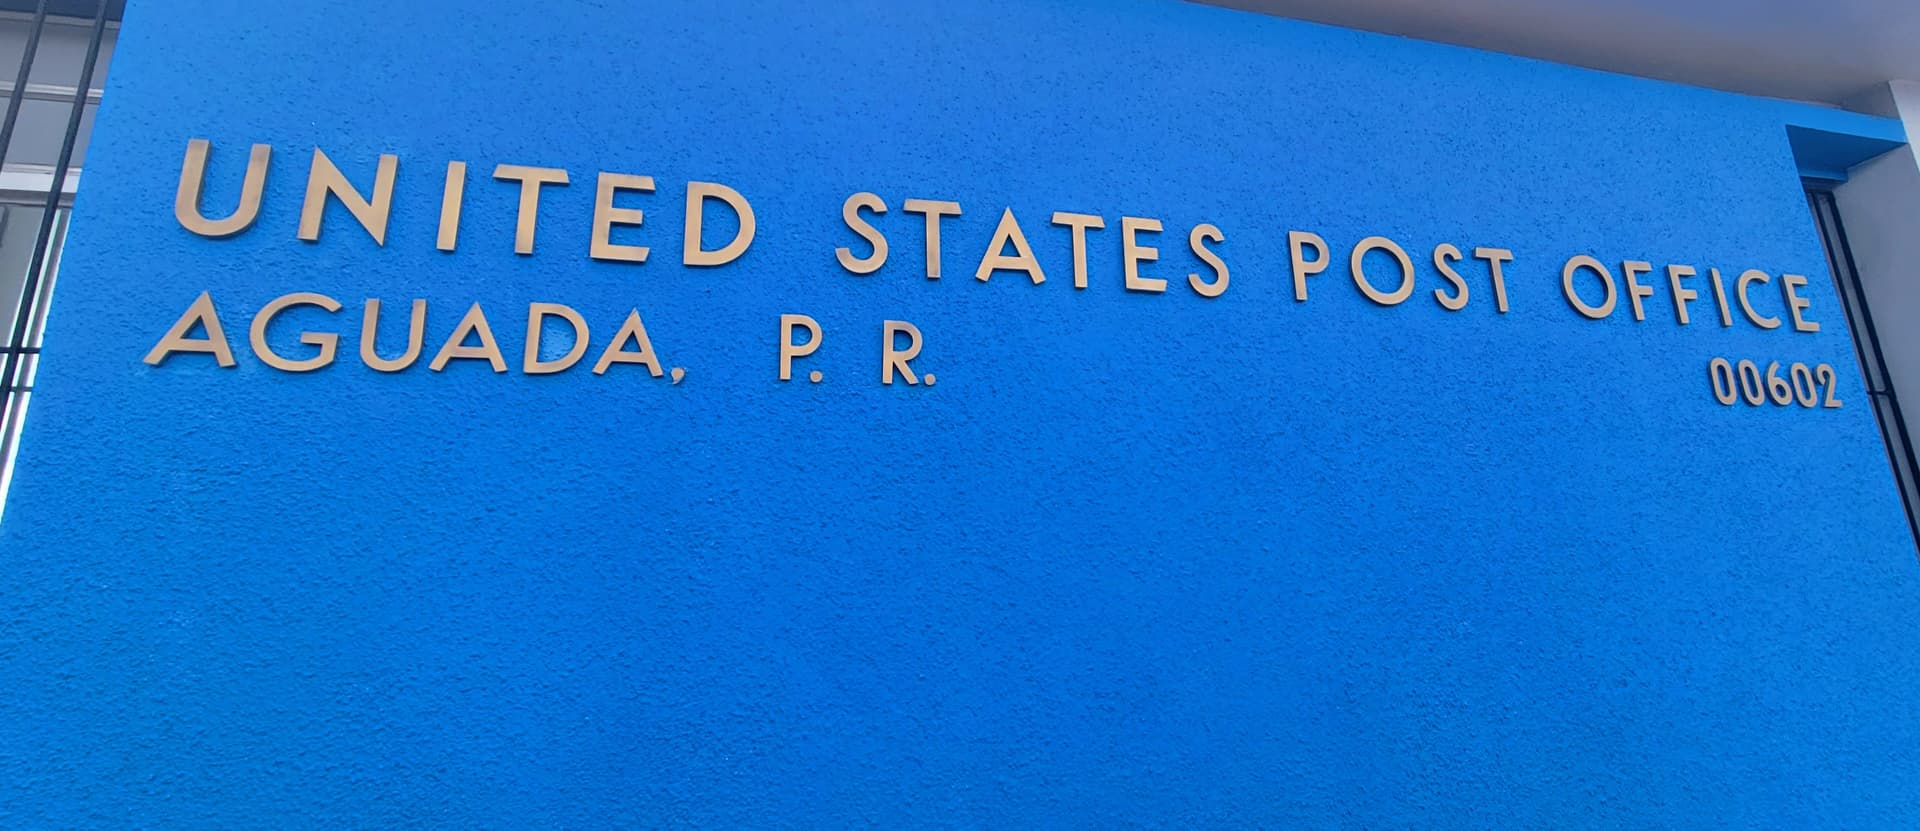 UNITED STATES POST OFFICE
AGUADA, P. R.
00602